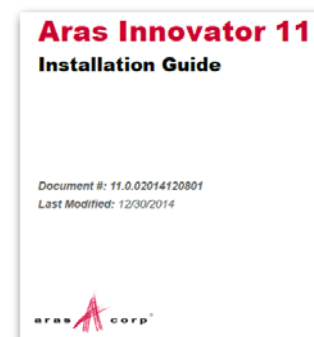 Aras Innovator 11
Installation Guide
Document #: 11.0.02014120801
Last Modified: 12/30/2014
aras corp